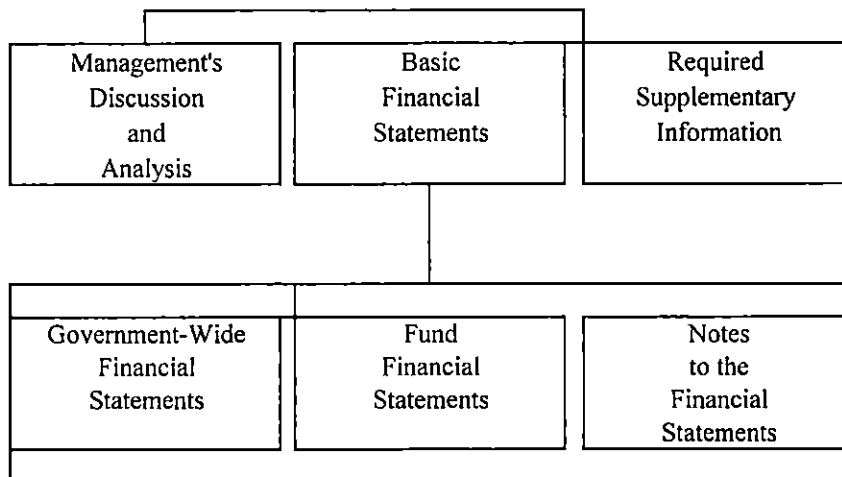 Management's
Discussion
and
Analysis
Basic
Financial
Statements
Required
Supplementary
Information
Government-Wide
Financial
Statements
Fund
Financial
Statements
Notes
to the
Financial
Statements